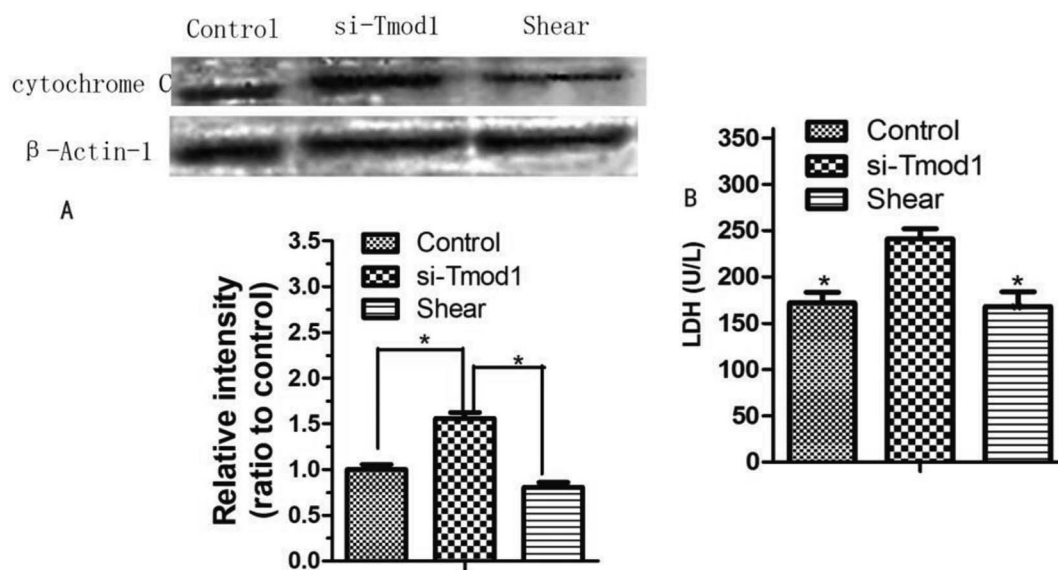 Control si-Tmod1 Shear
cytochrome C
β-Actin-1
A
Control
si-Tmod1
Shear
3.5
3.0
2.5
2.0
1.5
1.0
0.5
0.0
Relative intensity
(ratio to control)
*
*
B
Control
si-Tmod1
Shear
350
300
250
200
150
100
50
0
LDH (U/L)
*
*